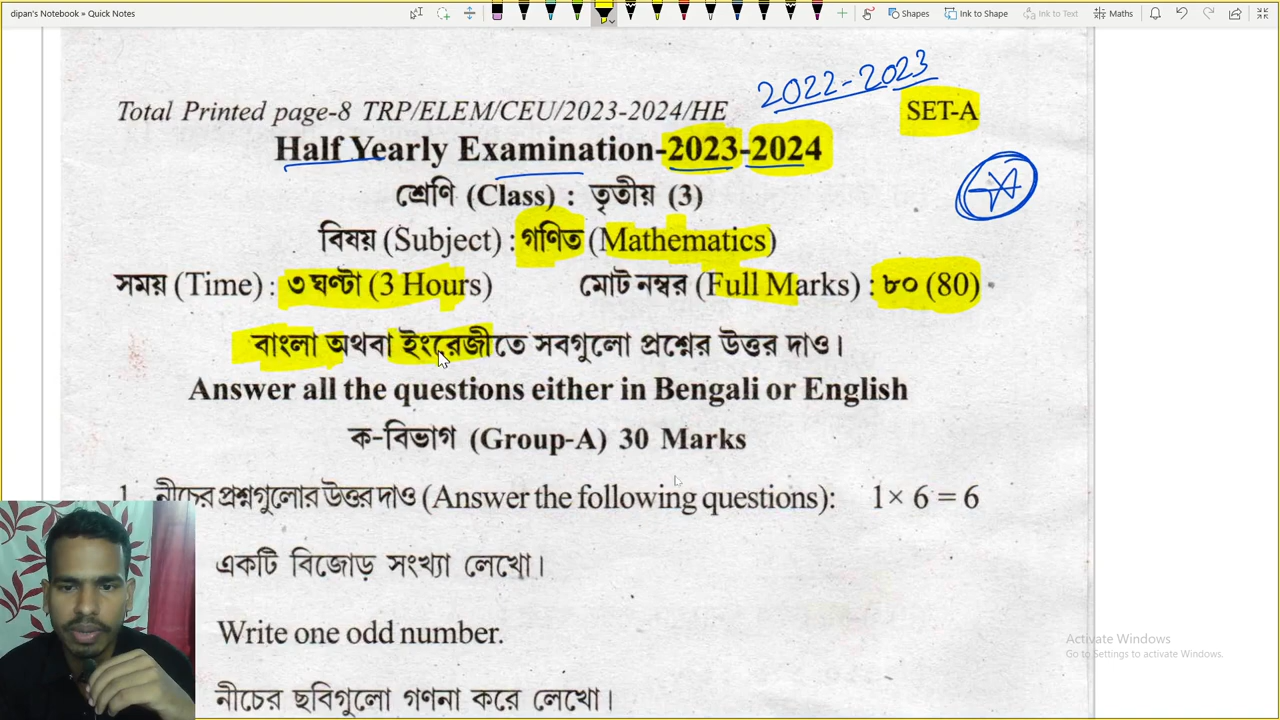 dipan's Notebook » Quick Notes
Shapes Ink to Shape Ink to Text Maths
2022-2023
Total Printed page-8 TRP/ELEM/CEU/2023-2024/HE SET-A
Half Yearly Examination-2023-2024
শ্রেণি (Class) : তৃতীয় (3)
বিষয় (Subject) : গণিত (Mathematics)
সময় (Time) : ৩ ঘণ্টা (3 Hours) মোট নম্বর (Full Marks) : ৮০ (80)
বাংলা অথবা ইংরেজীতে সবগুলো প্রশ্নের উত্তর দাও।
Answer all the questions either in Bengali or English
ক-বিভাগ (Group-A) 30 Marks
1. নীচের প্রশ্নগুলোর উত্তর দাও (Answer the following questions): 1× 6 = 6
একটি বিজোড় সংখ্যা লেখো।
Write one odd number.
নীচের ছবিগুলো গণনা করে লেখো।
Activate Windows
Go to Settings to activate Windows.